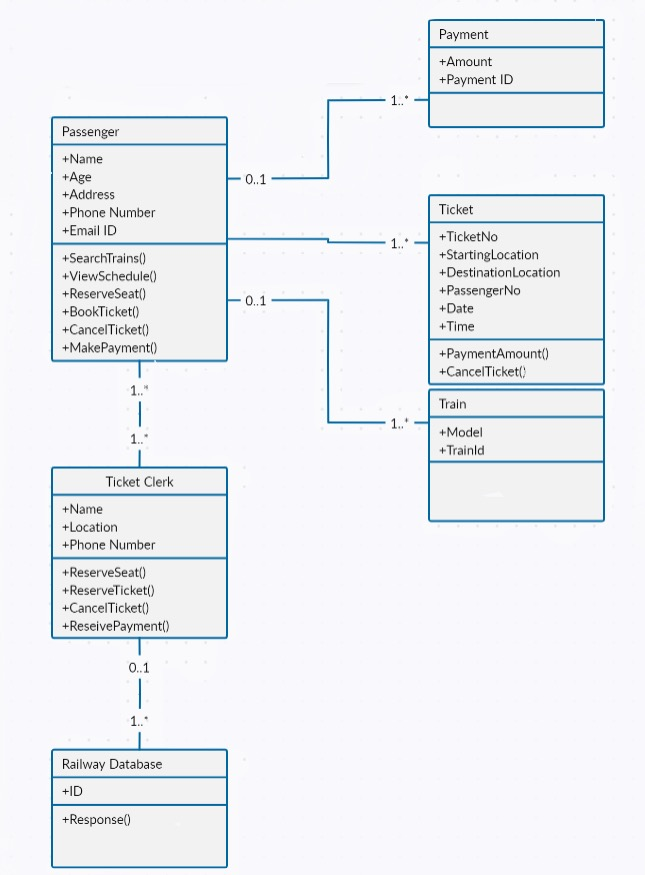 Payment
+Amount
+Payment ID
1..*
Passenger
+Name
+Age
+Address
+Phone Number
+Email ID
+SearchTrains()
+ViewSchedule()
+ReserveSeat()
+BookTicket()
+CancelTicket()
+MakePayment()
0..1
1..*
0..1
1..*
Ticket
+TicketNo
+StartingLocation
+DestinationLocation
+PassengerNo
+Date
+Time
+PaymentAmount()
+CancelTicket()
Train
+Model
+TrainId
1..*
1..*
Ticket Clerk
+Name
+Location
+Phone Number
+ReserveSeat()
+ReserveTicket()
+CancelTicket()
+ReseivePayment()
0..1
1..*
Railway Database
+ID
+Response()